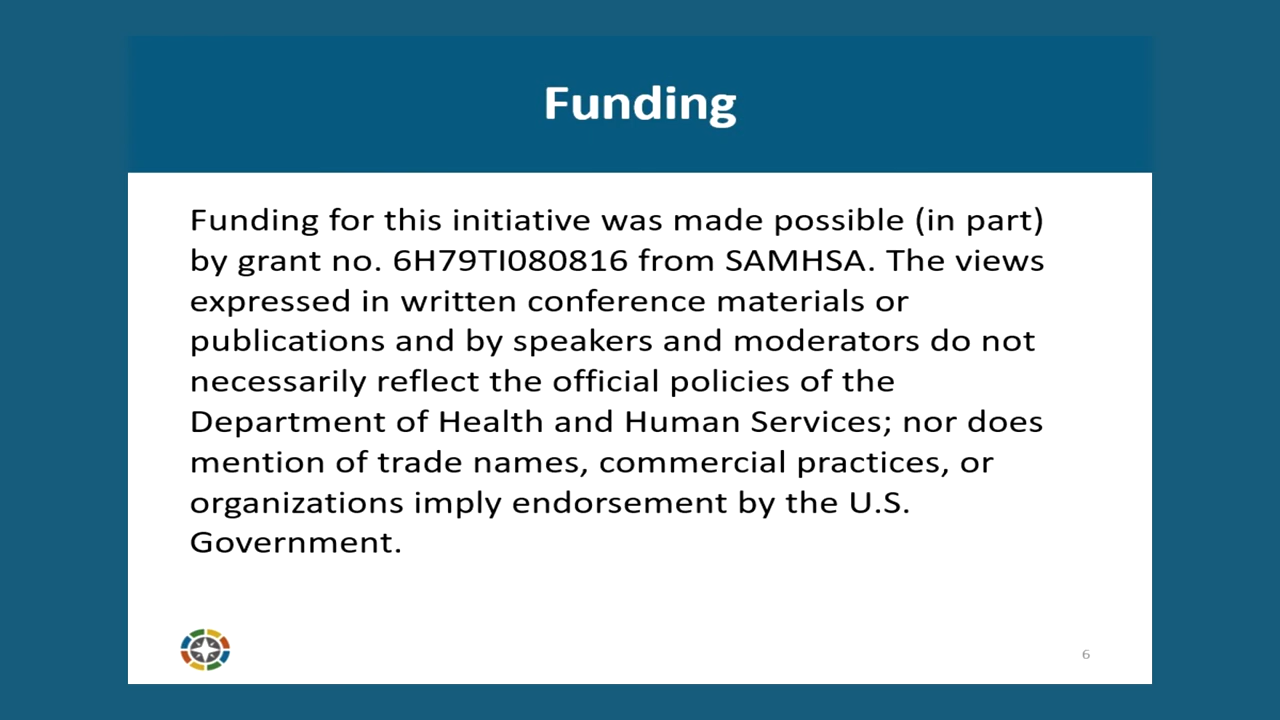 Funding
Funding for this initiative was made possible (in part)
by grant no. 6H79TI080816 from SAMHSA. The views
expressed in written conference materials or
publications and by speakers and moderators do not
necessarily reflect the official policies of the
Department of Health and Human Services; nor does
mention of trade names, commercial practices, or
organizations imply endorsement by the U.S.
Government.
6